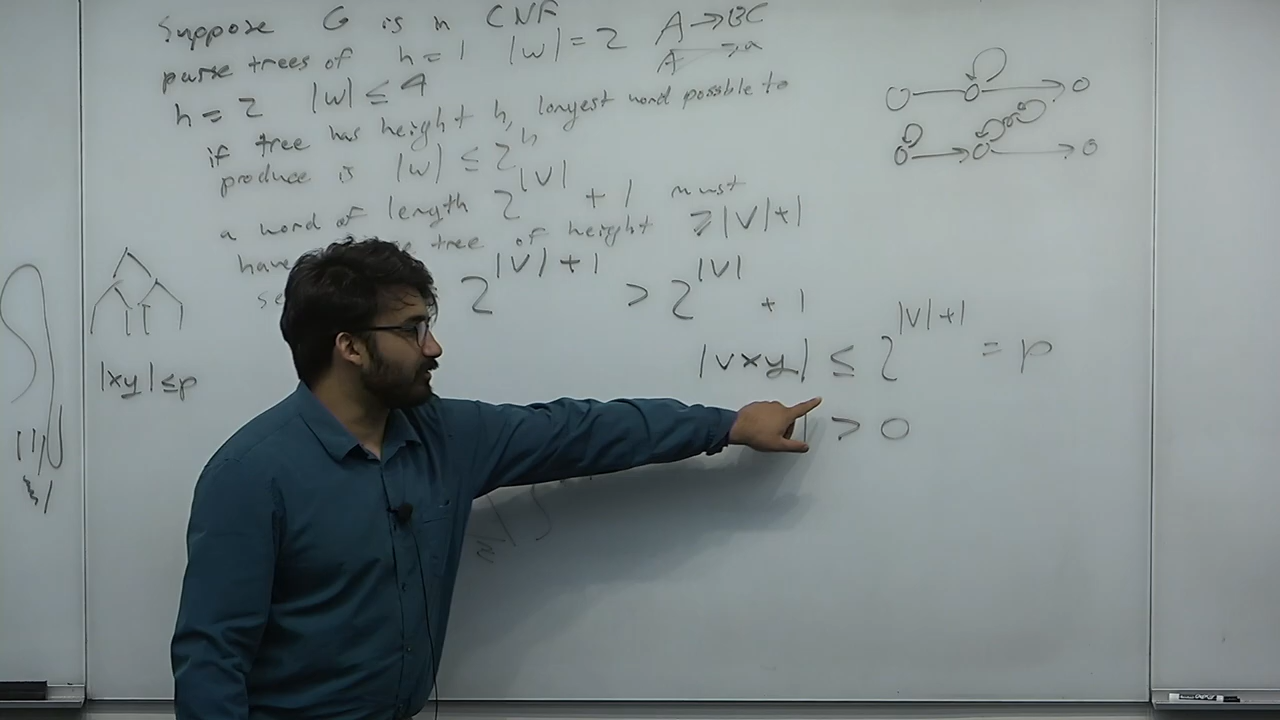 Suppose G is in CNF A → BC
parse trees of h = 1 |w| = 2 A → a
h = 2 |w| ≤ 4
if tree has height h, longest word possible to
produce is |w| ≤ 2^h
a word of length 2^|V| + 1 must
have tree of height ≥ |V|+1
2^|V|+1 > 2^|V| + 1
|vxy| ≤ 2^|V|+1 = p
| > 0
|xy| ≤ p